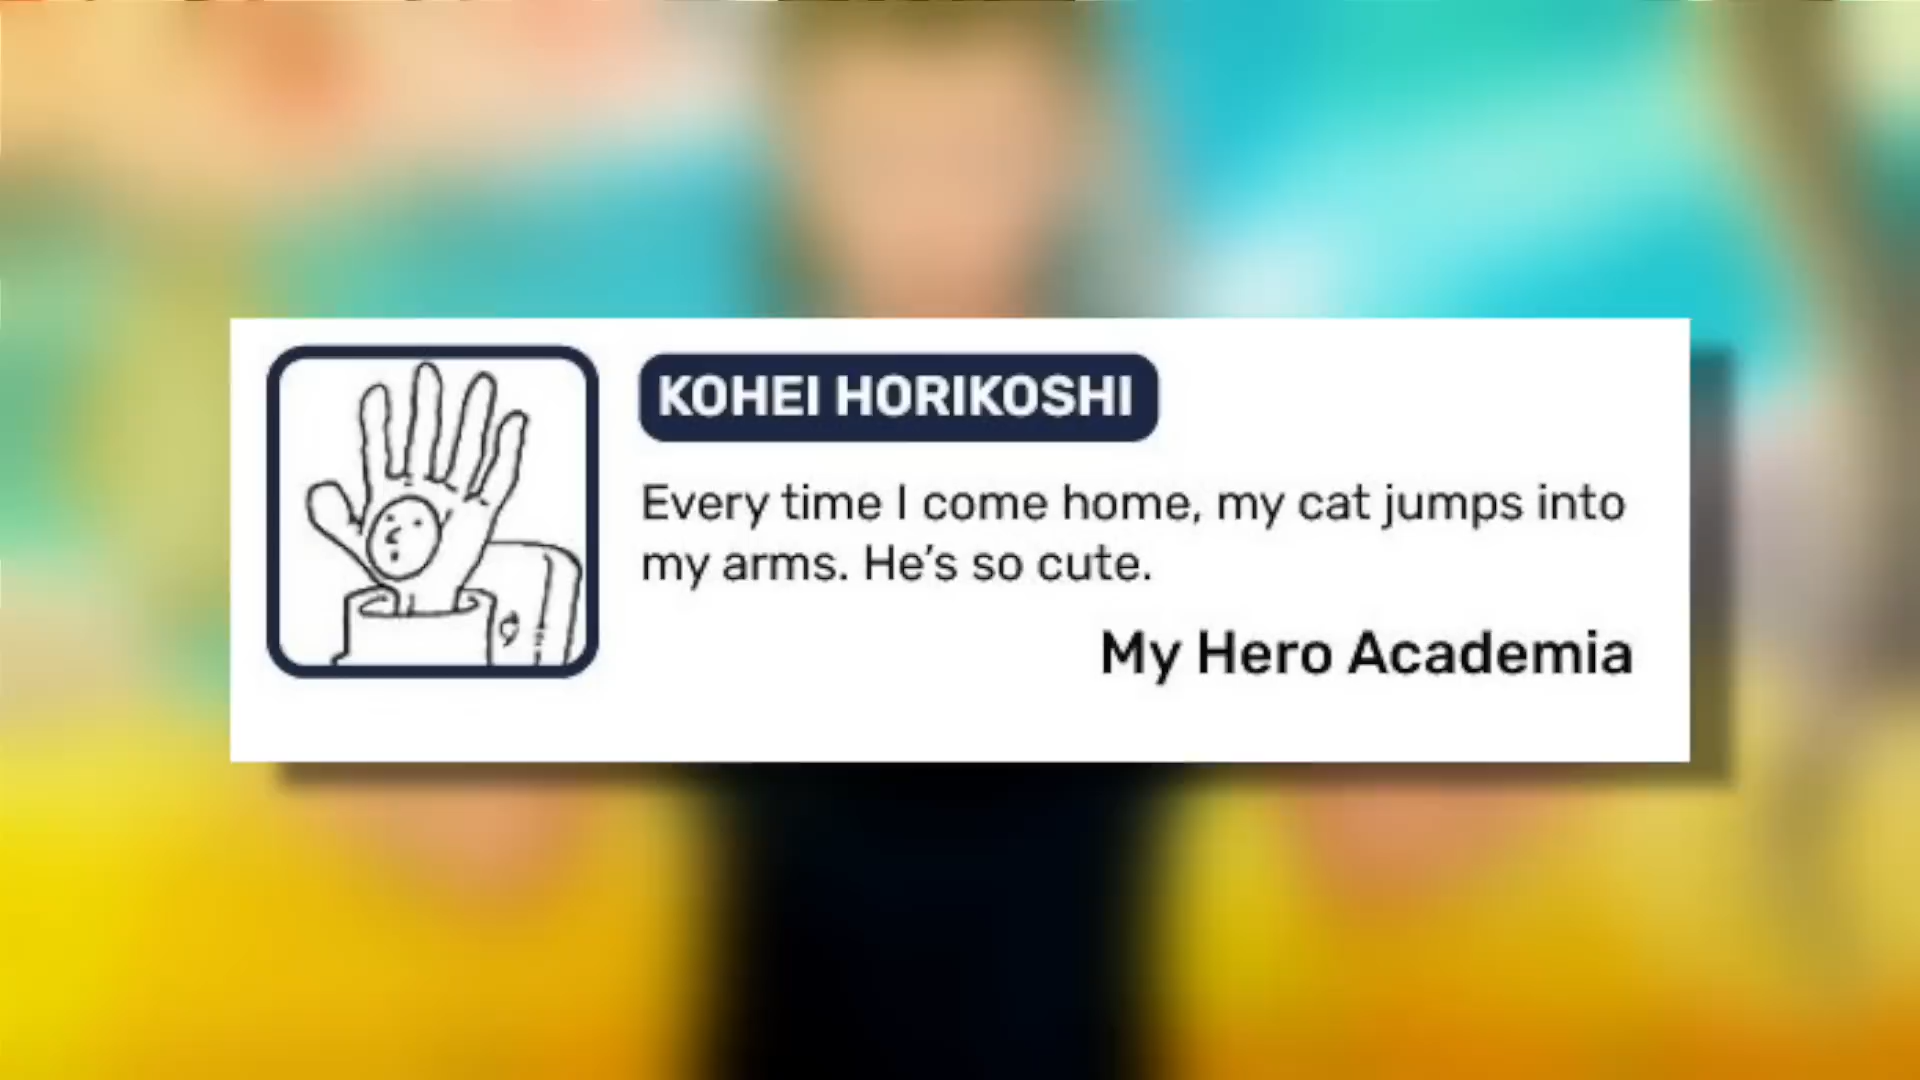 KOHEI HORIKOSHI
Every time I come home, my cat jumps into
my arms. He’s so cute.
My Hero Academia